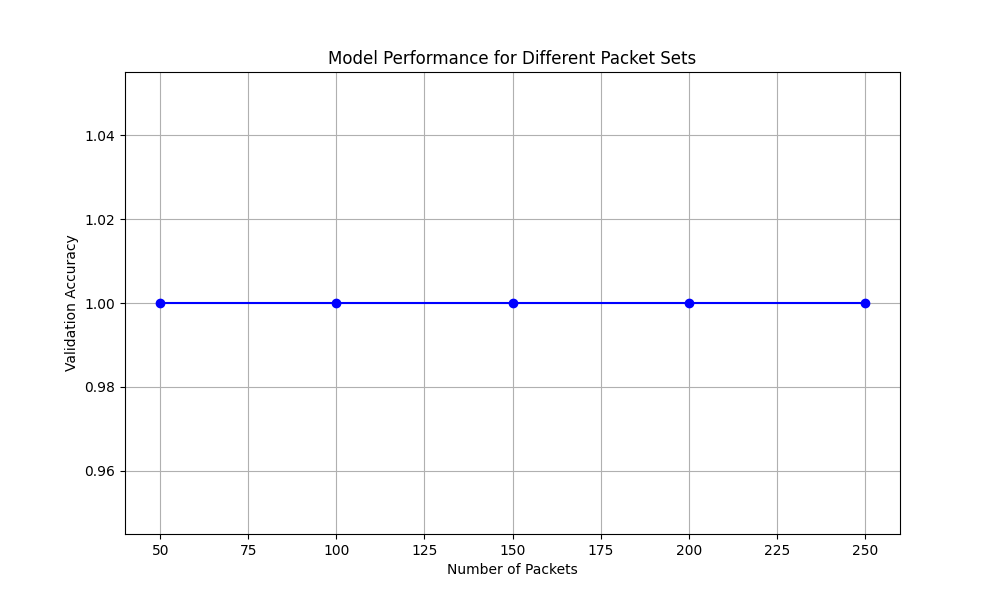 Model Performance for Different Packet Sets
1.04
1.02
1.00
0.98
0.96
Validation Accuracy
50 75 100 125 150 175 200 225 250
Number of Packets